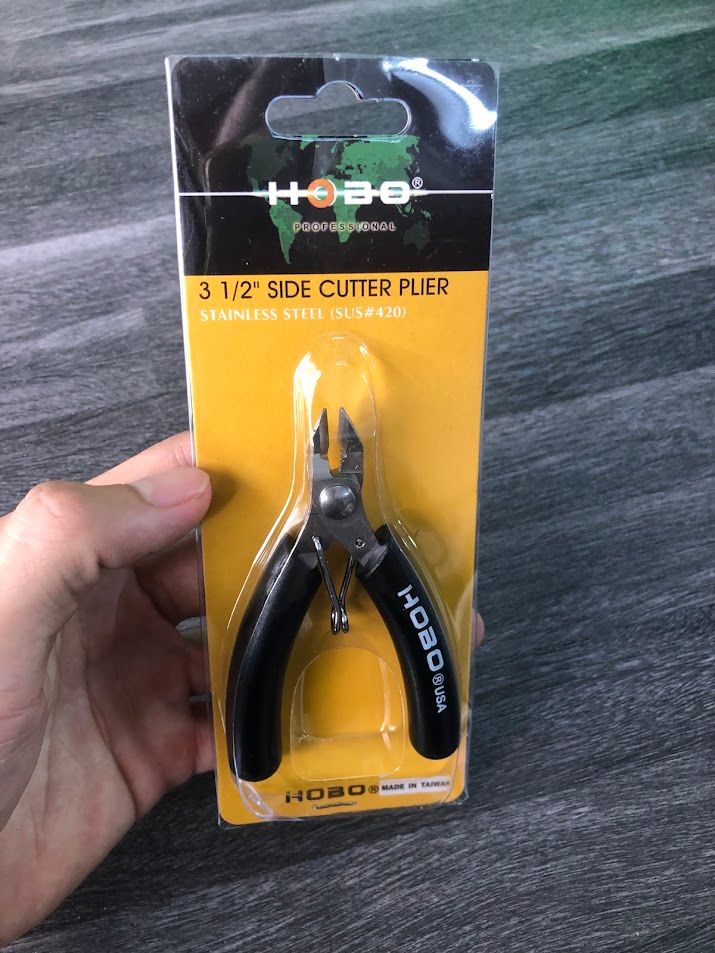 HOBO®
PROFESSIONAL
3 1/2" SIDE CUTTER PLIER
STAINLESS STEEL (SUS#420)
HOBO® USA
HOBO® MADE IN TAIWAN